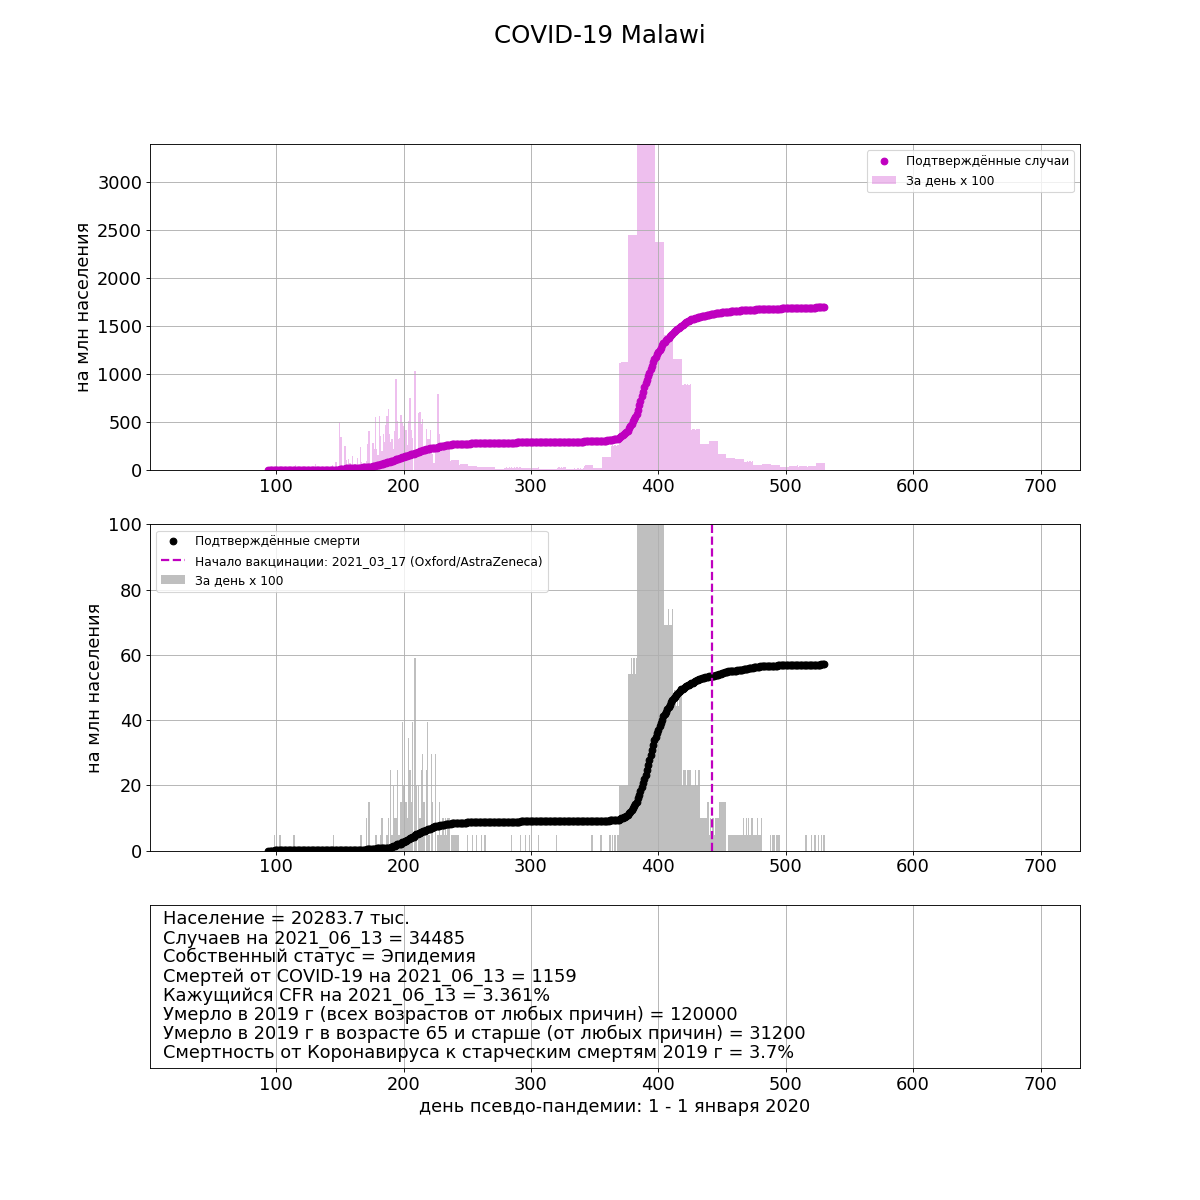 COVID-19 Malawi
на млн населения
3000
2500
2000
1500
1000
500
0
Подтверждённые случаи
За день x 100
100 200 300 400 500 600 700
на млн населения
100
80
60
40
20
0
Подтверждённые смерти
Начало вакцинации: 2021_03_17 (Oxford/AstraZeneca)
За день x 100
100 200 300 400 500 600 700
Население = 20283.7 тыс.
Случаев на 2021_06_13 = 34485
Собственный статус = Эпидемия
Смертей от COVID-19 на 2021_06_13 = 1159
Кажущийся CFR на 2021_06_13 = 3.361%
Умерло в 2019 г (всех возрастов от любых причин) = 120000
Умерло в 2019 г в возрасте 65 и старше (от любых причин) = 31200
Смертность от Коронавируса к старческим смертям 2019 г = 3.7%
100 200 300 400 500 600 700
день псевдо-пандемии: 1 - 1 января 2020